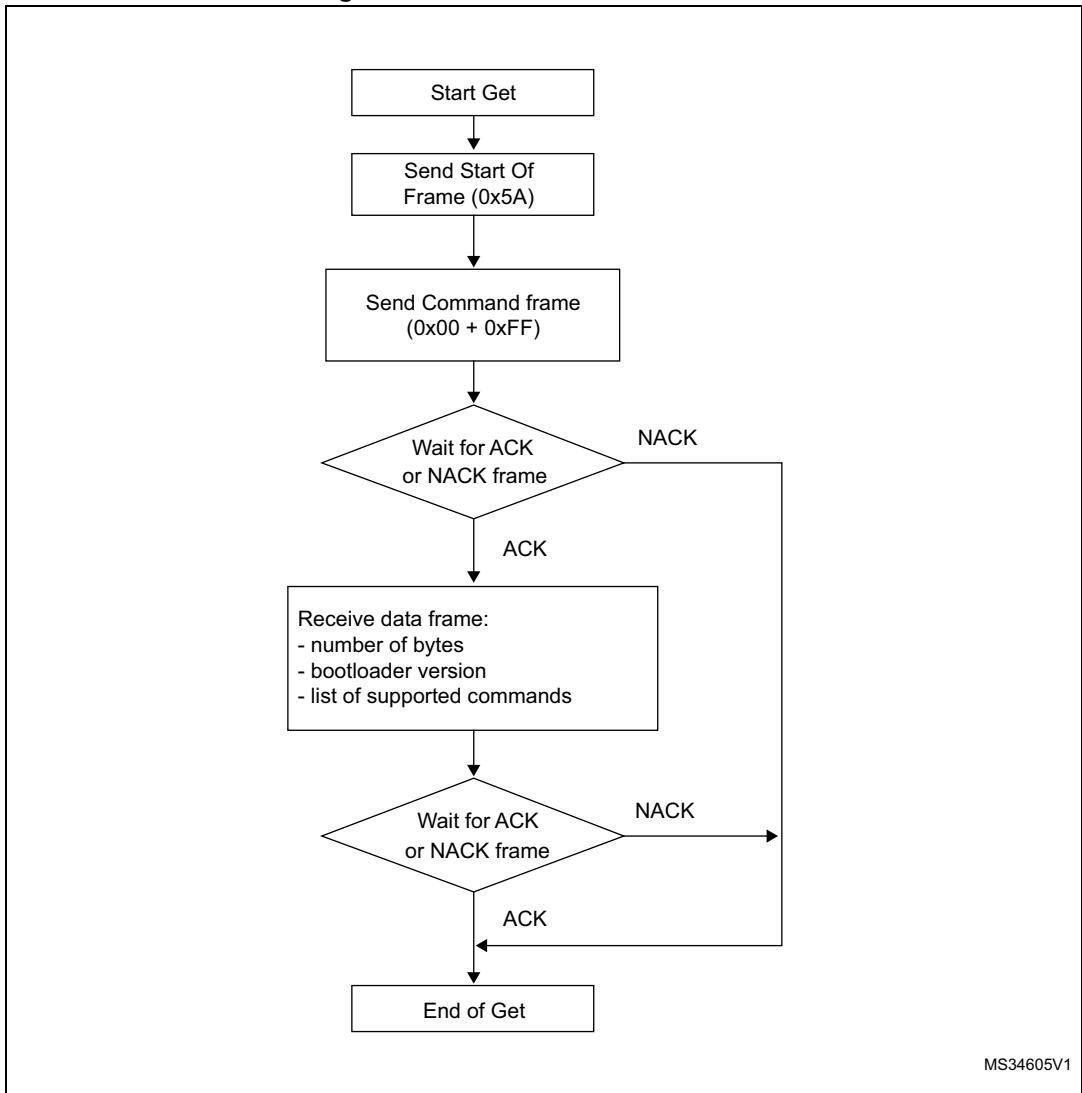 Start Get
Send Start Of
Frame (0x5A)
Send Command frame
(0x00 + 0xFF)
Wait for ACK
or NACK frame
NACK
ACK
Receive data frame:
- number of bytes
- bootloader version
- list of supported commands
Wait for ACK
or NACK frame
NACK
ACK
End of Get
MS34605V1